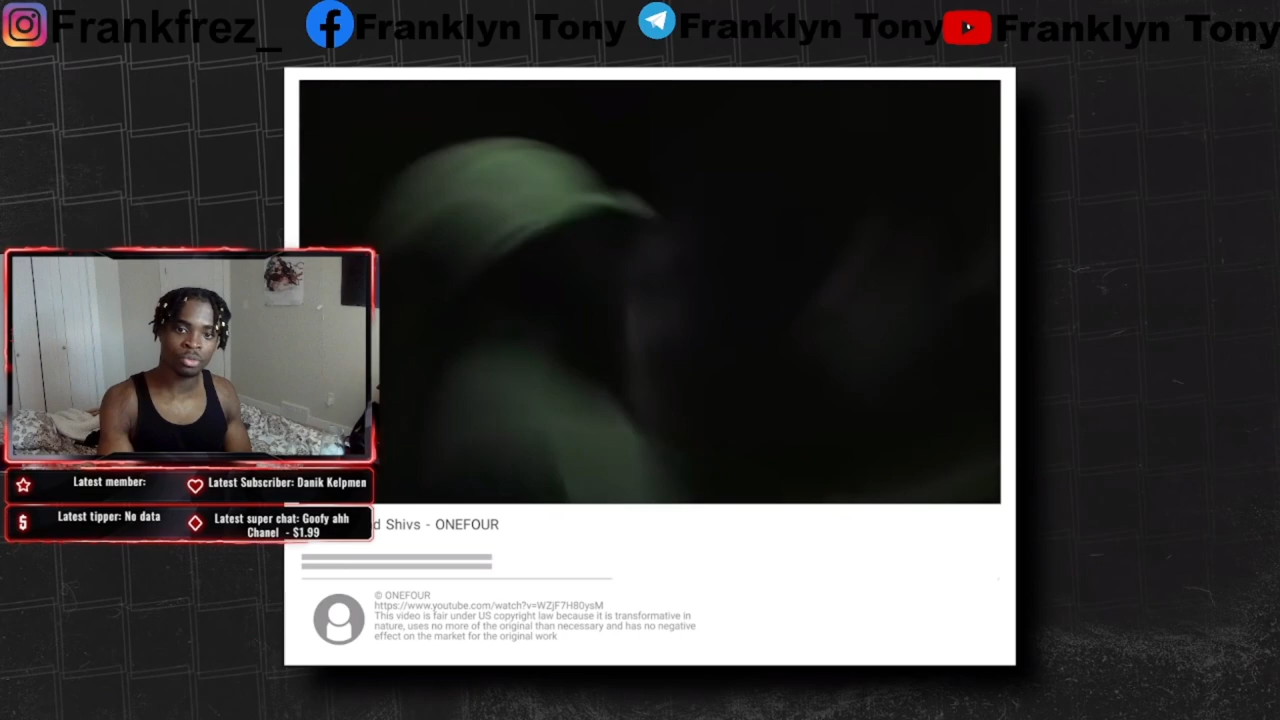 Frankfrez_
Franklyn Tony
Franklyn Tony
Franklyn Tony
Latest member:
Latest Subscriber: Danik Kelpmen
Latest tipper: No data
Latest super chat: Goofy ahh
Chanel - $1.99
d Shivs - ONEFOUR
© ONEFOUR
https://www.youtube.com/watch?v=WZjF7H80ysM
This video is fair under US copyright law because it is transformative in
nature, uses no more of the original than necessary and has no negative
effect on the market for the original work